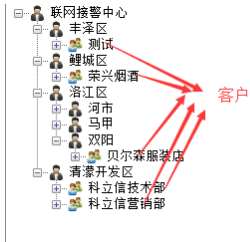 联网接警中心
丰泽区
测试
鲤城区
荣兴烟酒
洛江区
河市
马甲
双阳
贝尔森服装店
清濛开发区
科立信技术部
科立信营销部
客户